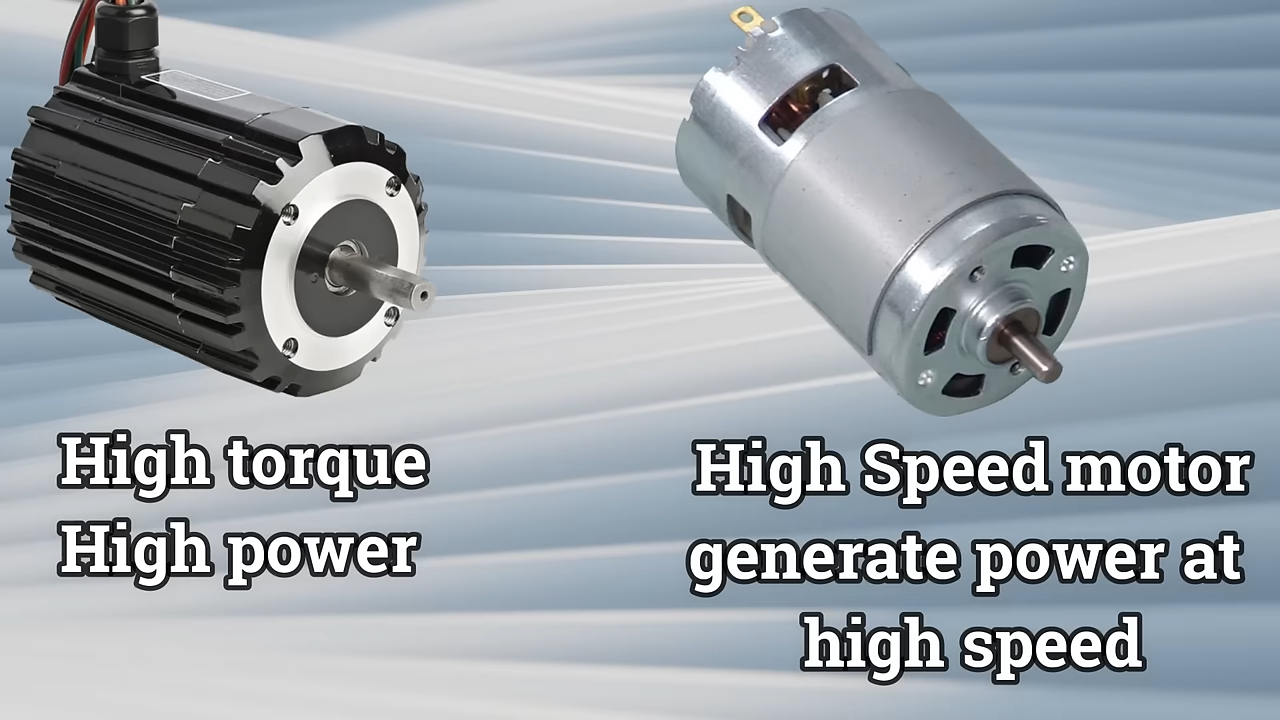 High torque
High power
High Speed motor
generate power at
high speed